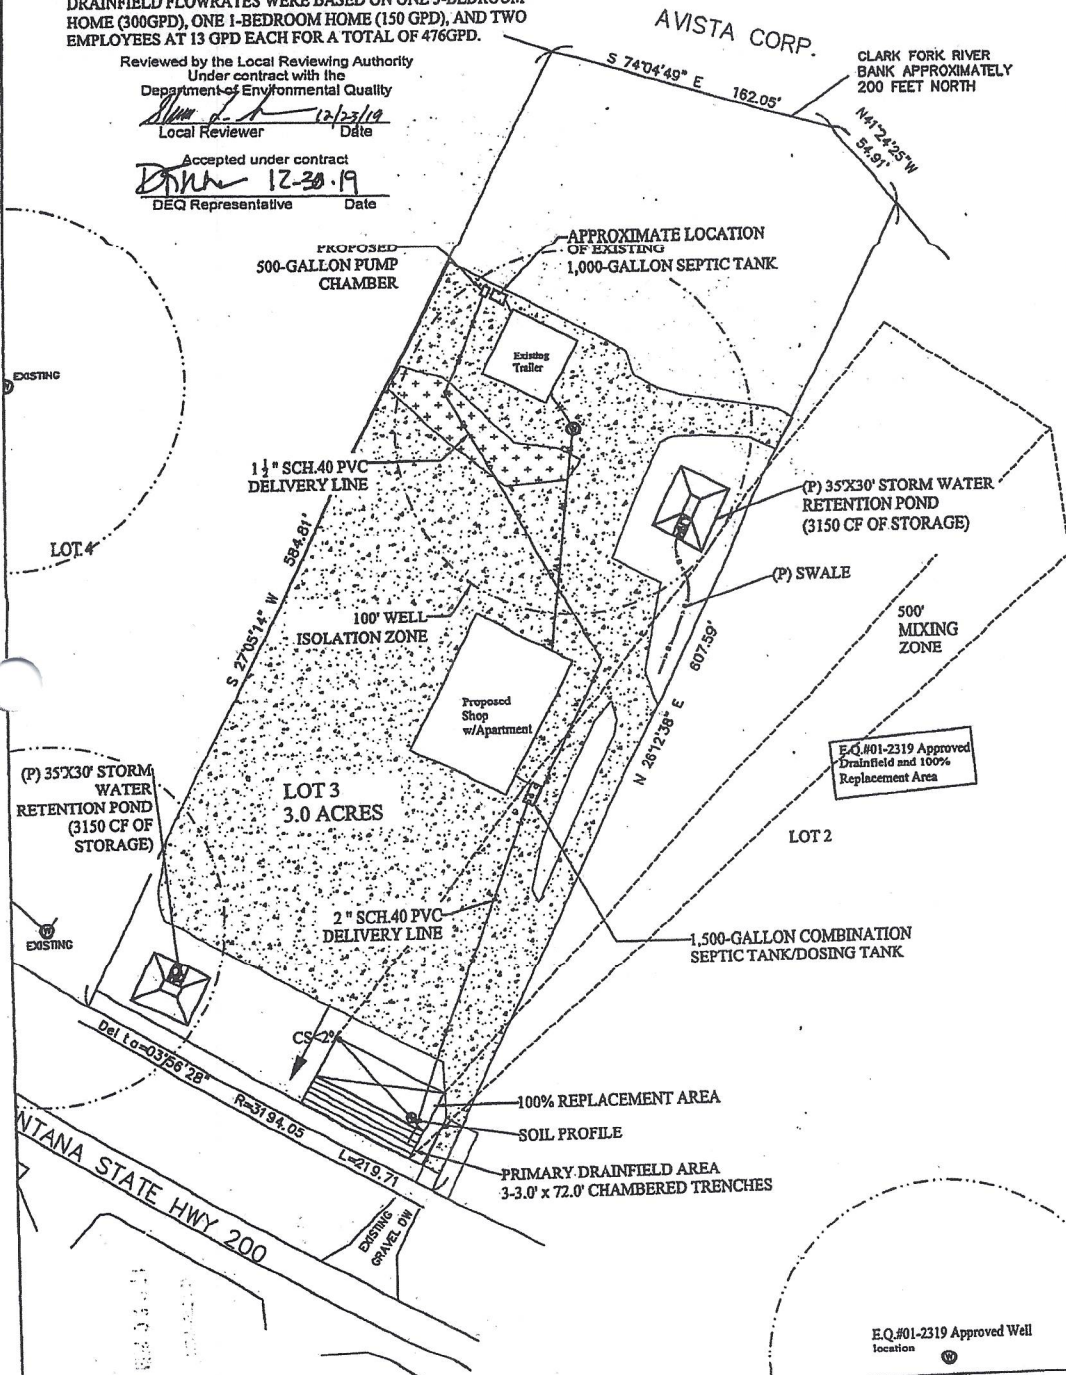 DRAINFIELD FLOWRATES WERE BASED ON ONE 3-BEDROOM
HOME (300GPD), ONE 1-BEDROOM HOME (150 GPD), AND TWO
EMPLOYEES AT 13 GPD EACH FOR A TOTAL OF 476GPD.
Reviewed by the Local Reviewing Authority
Under contract with the
Department of Environmental Quality
12/23/19
Local Reviewer Date
Accepted under contract
12-30-19
DEQ Representative Date
AVISTA CORP.
S 74°04'49" E 162.05'
CLARK FORK RIVER
BANK APPROXIMATELY
200 FEET NORTH
N41°24'25"W
54.91'
PROPOSED
500-GALLON PUMP
CHAMBER
APPROXIMATE LOCATION
OF EXISTING
1,000-GALLON SEPTIC TANK
Existing
Trailer
W
W EXISTING
1½" SCH.40 PVC
DELIVERY LINE
(P) 35'X30' STORM WATER
RETENTION POND
(3150 CF OF STORAGE)
LOT 4
S 27°05'14" W 584.81'
(P) SWALE
100' WELL
ISOLATION ZONE
500'
MIXING
ZONE
N 26°12'38" E 607.59'
Proposed
Shop
w/Apartment
E.Q.#01-2319 Approved
Drainfield and 100%
Replacement Area
(P) 35'X30' STORM
WATER
RETENTION POND
(3150 CF OF
STORAGE)
LOT 3
3.0 ACRES
LOT 2
2" SCH.40 PVC
DELIVERY LINE
W
EXISTING
1,500-GALLON COMBINATION
SEPTIC TANK/DOSING TANK
CS<2%
Delta=03°56'28"
R=3194.05
L=219.71
100% REPLACEMENT AREA
SOIL PROFILE
PRIMARY DRAINFIELD AREA
3-3.0' x 72.0' CHAMBERED TRENCHES
NTANA STATE HWY 200
EXISTING
GRAVEL DW
E.Q.#01-2319 Approved Well
location W